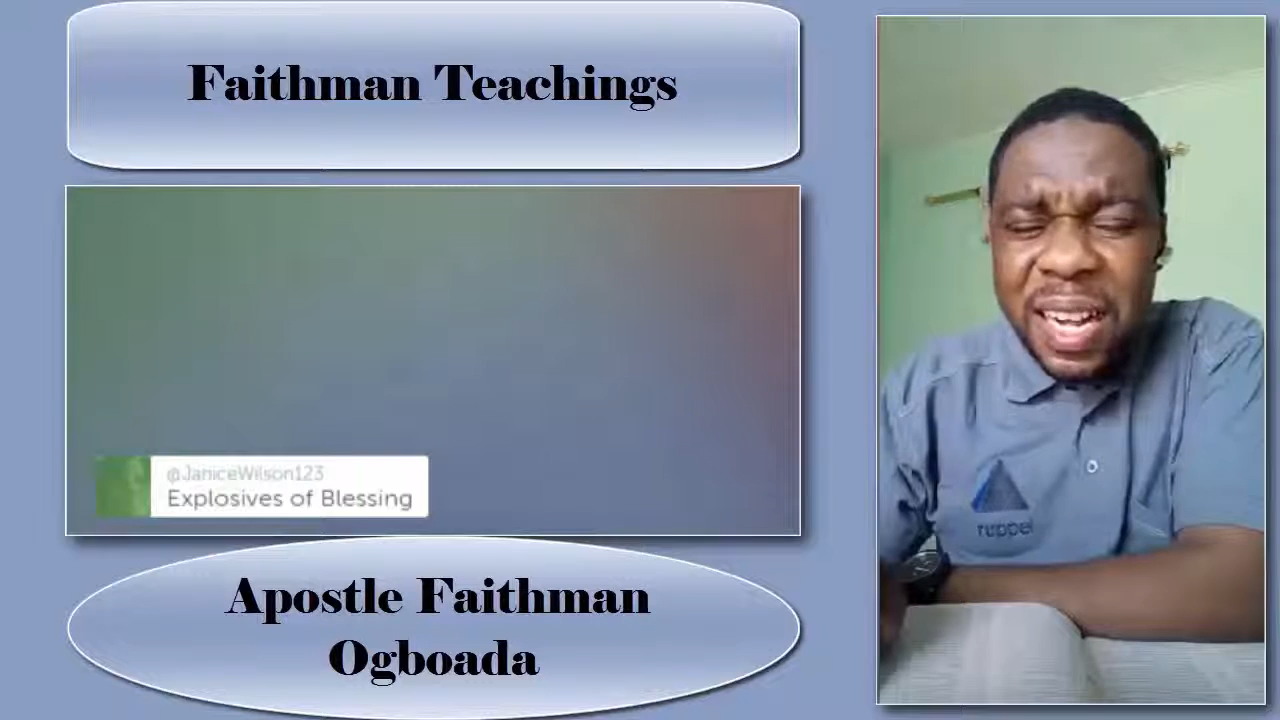 Faithman Teachings
@JaniceWilson123
Explosives of Blessing
Apostle Faithman
Ogboada
ruppel